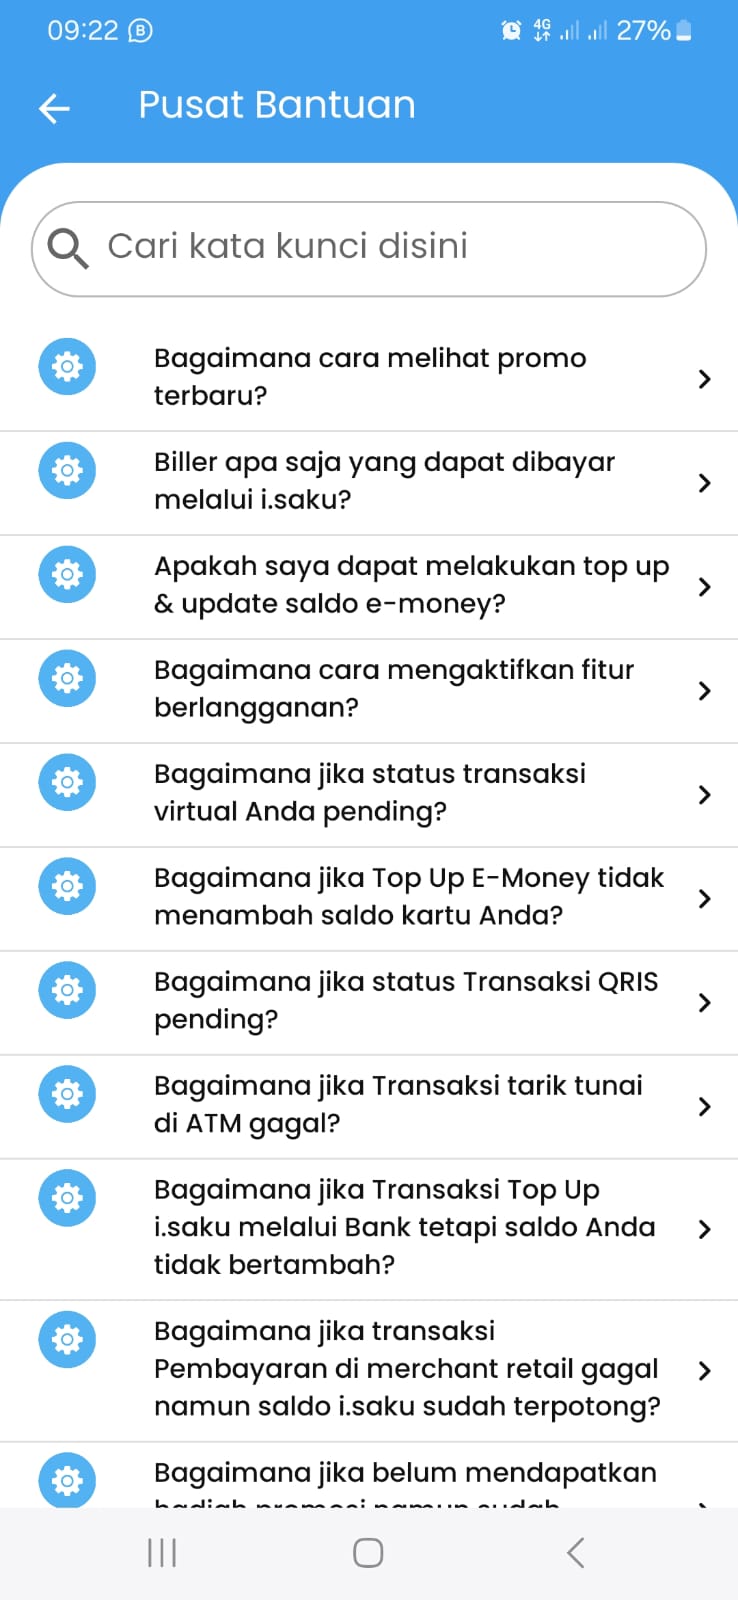 09:22
4G
27%
Pusat Bantuan
Cari kata kunci disini
Bagaimana cara melihat promo
terbaru?
Biller apa saja yang dapat dibayar
melalui i.saku?
Apakah saya dapat melakukan top up
& update saldo e-money?
Bagaimana cara mengaktifkan fitur
berlangganan?
Bagaimana jika status transaksi
virtual Anda pending?
Bagaimana jika Top Up E-Money tidak
menambah saldo kartu Anda?
Bagaimana jika status Transaksi QRIS
pending?
Bagaimana jika Transaksi tarik tunai
di ATM gagal?
Bagaimana jika Transaksi Top Up
i.saku melalui Bank tetapi saldo Anda
tidak bertambah?
Bagaimana jika transaksi
Pembayaran di merchant retail gagal
namun saldo i.saku sudah terpotong?
Bagaimana jika belum mendapatkan
hadiah promosi namun sudah